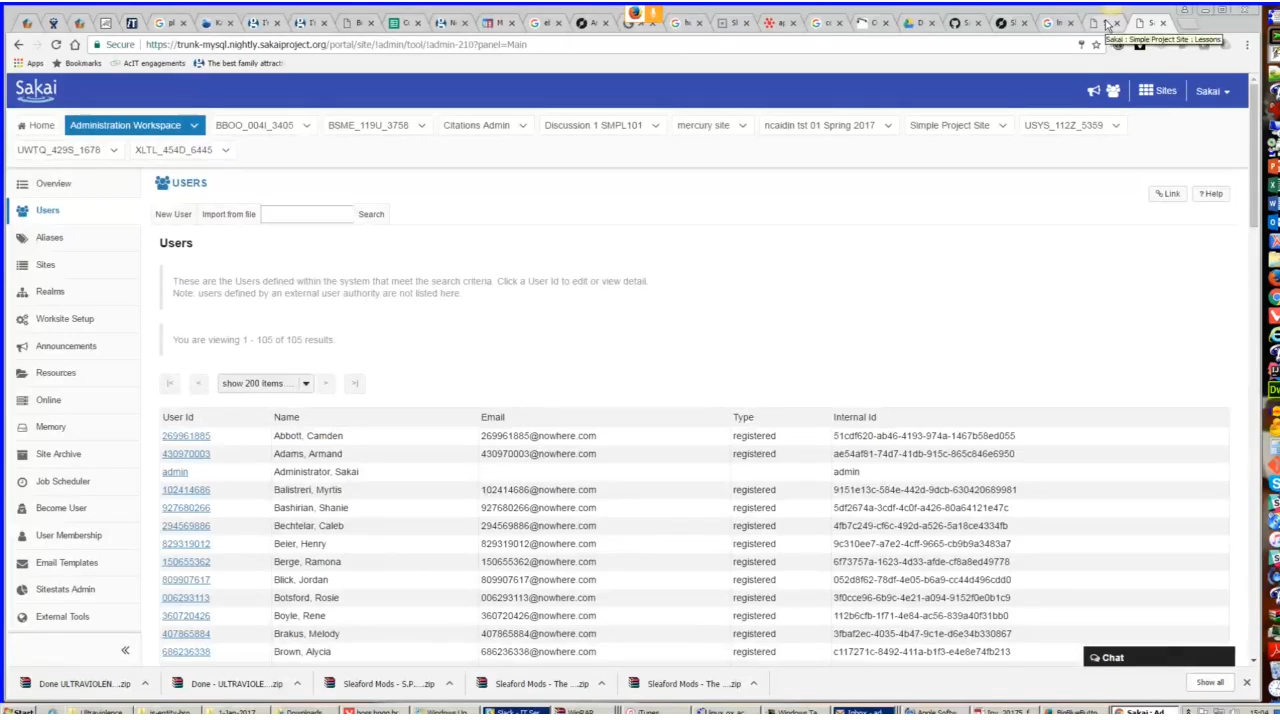 Secure https://trunk-mysql.nightly.sakaiproject.org/portal/site/!admin/tool/!admin-210?panel=Main
Sakai : Simple Project Site : Lessons
Apps Bookmarks AcIT engagements The best family attract
Sakai
Sites Sakai
Home Administration Workspace BBOO_004I_3405 BSME_119U_3758 Citations Admin Discussion 1 SMPL101 mercury site ncaidin tst 01 Spring 2017 Simple Project Site USYS_112Z_5359
UWTQ_429S_1678 XLTL_454D_6445
Overview
Users
Aliases
Sites
Realms
Worksite Setup
Announcements
Resources
Online
Memory
Site Archive
Job Scheduler
Become User
User Membership
Email Templates
Sitestats Admin
External Tools
USERS
Link ? Help
New User Import from file Search
Users
These are the Users defined within the system that meet the search criteria. Click a User Id to edit or view detail.
Note: users defined by an external user authority are not listed here.
You are viewing 1 - 105 of 105 results.
|< < show 200 items... > >|
User Id Name Email Type Internal Id
269961885 Abbott, Camden 269961885@nowhere.com registered 51cdf620-ab46-4193-974a-1467b58ed055
430970003 Adams, Armand 430970003@nowhere.com registered ae54af81-74d7-41db-915c-865c846e6950
admin Administrator, Sakai admin
102414686 Balistreri, Myrtis 102414686@nowhere.com registered 9151e13c-584e-442d-9dcb-630420689981
927680266 Bashirian, Shanie 927680266@nowhere.com registered 5df2674a-3cdf-4c0f-a426-80a64121e47c
294569886 Bechtelar, Caleb 294569886@nowhere.com registered 4fb7c249-cf6c-492d-a526-5a18ce4334fb
829319012 Beier, Henry 829319012@nowhere.com registered 9c310ee7-a7e2-4cff-9665-cb9b9a3483a7
150655362 Berge, Ramona 150655362@nowhere.com registered 6f73757a-1632-4d33-afde-cf8a8ed49778
809907617 Blick, Jordan 809907617@nowhere.com registered 052d8f62-78df-4e05-b6a9-cc44d496cdd0
006293113 Botsford, Rosie 006293113@nowhere.com registered 3f0cce96-6b9c-4e21-a094-9152f0e0b1c9
360720426 Boyle, Rene 360720426@nowhere.com registered 112b6cfb-1f71-4e84-ac56-839a40f31bb0
407865884 Brakus, Melody 407865884@nowhere.com registered 3fbaf2ec-4035-4b47-9c1e-d6e34b330867
686236338 Brown, Alycia 686236338@nowhere.com registered c117271c-8492-411a-b1f3-e4e8e74fb213
Chat
Done ULTRAVIOLEN....zip Done - ULTRAVIOLE....zip Sleaford Mods - S.P....zip Sleaford Mods - The ....zip Sleaford Mods - The ....zip Show all
Start 1-Jan-2017 Downloads iTunes 15:04